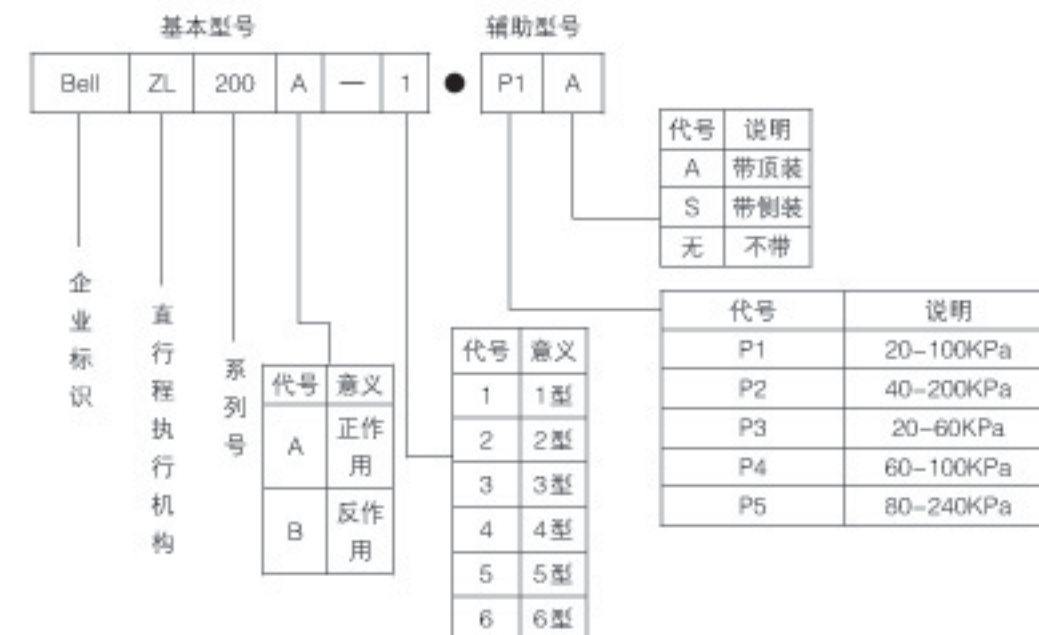 基本型号 辅助型号
Bell ZL 200 A — 1 ● P1 A
代号 说明
A 带顶装
S 带侧装
无 不带
企业标识
直行程执行机构
系列号
代号 意义
A 正作用
B 反作用
代号 意义
1 1型
2 2型
3 3型
4 4型
5 5型
6 6型
代号 说明
P1 20-100KPa
P2 40-200KPa
P3 20-60KPa
P4 60-100KPa
P5 80-240KPa